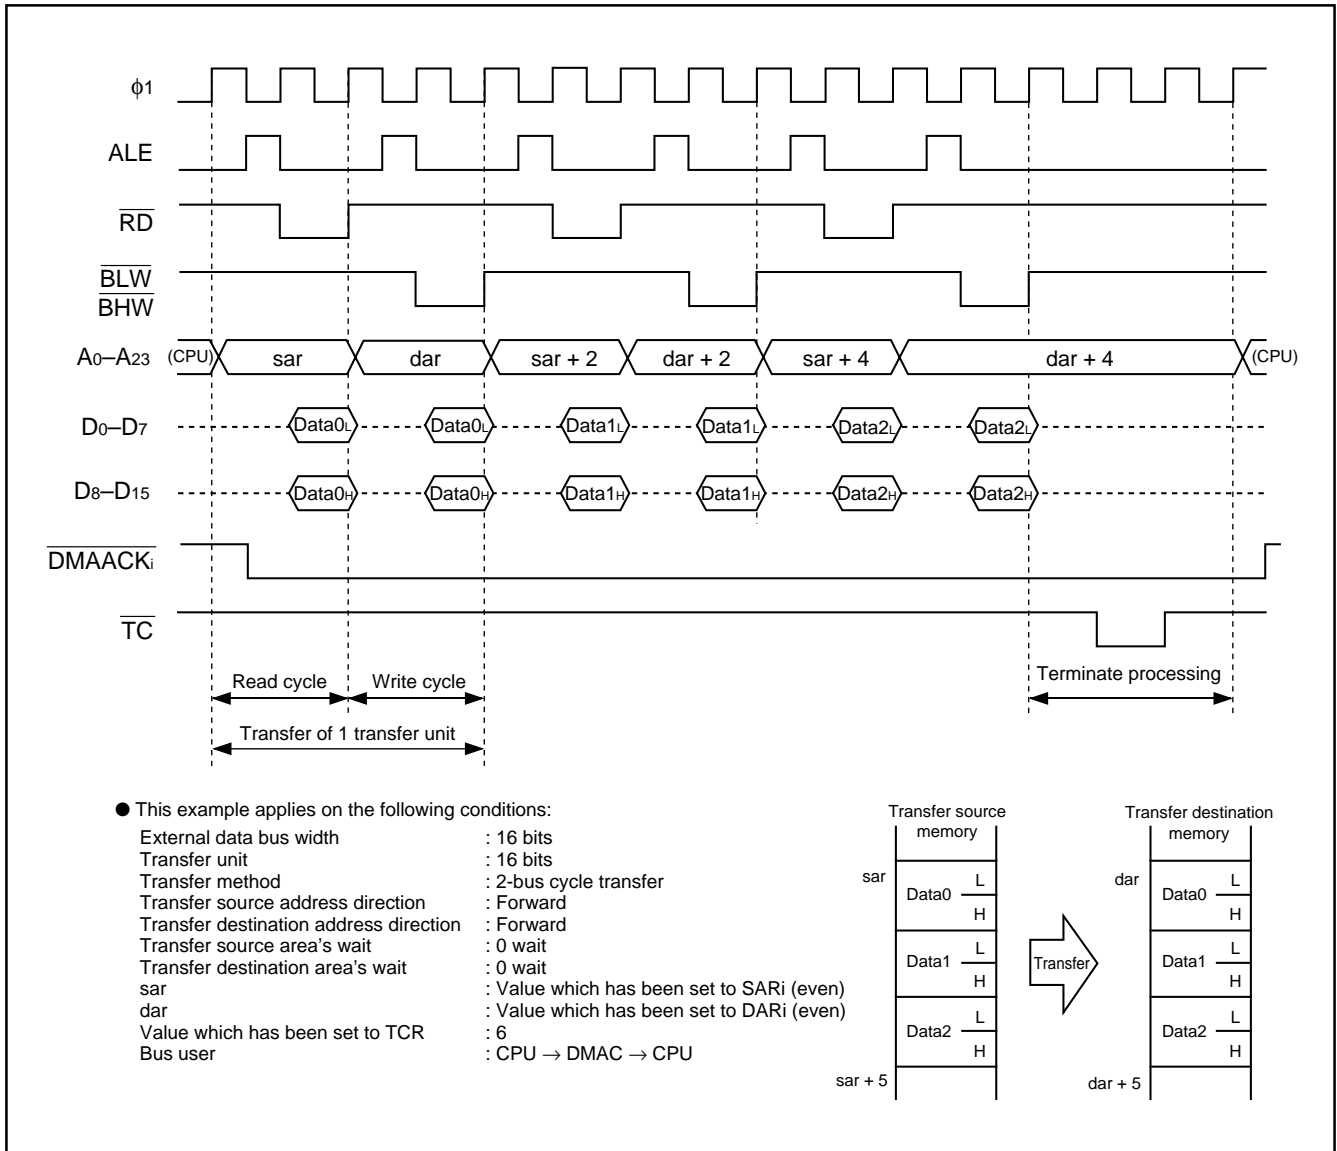 φ1
ALE
RD
BLW
BHW
A0–A23 (CPU) sar dar sar + 2 dar + 2 sar + 4 dar + 4 (CPU)
D0–D7 Data0L Data0L Data1L Data1L Data2L Data2L
D8–D15 Data0H Data0H Data1H Data1H Data2H Data2H
DMAACKi
TC
Read cycle Write cycle Terminate processing
Transfer of 1 transfer unit
● This example applies on the following conditions:
External data bus width : 16 bits
Transfer unit : 16 bits
Transfer method : 2-bus cycle transfer
Transfer source address direction : Forward
Transfer destination address direction : Forward
Transfer source area's wait : 0 wait
Transfer destination area's wait : 0 wait
sar : Value which has been set to SARi (even)
dar : Value which has been set to DARi (even)
Value which has been set to TCR : 6
Bus user : CPU → DMAC → CPU
Transfer source
memory
sar
Data0 L
H
Data1 L
H
Data2 L
H
sar + 5
Transfer
Transfer destination
memory
dar
Data0 L
H
Data1 L
H
Data2 L
H
dar + 5